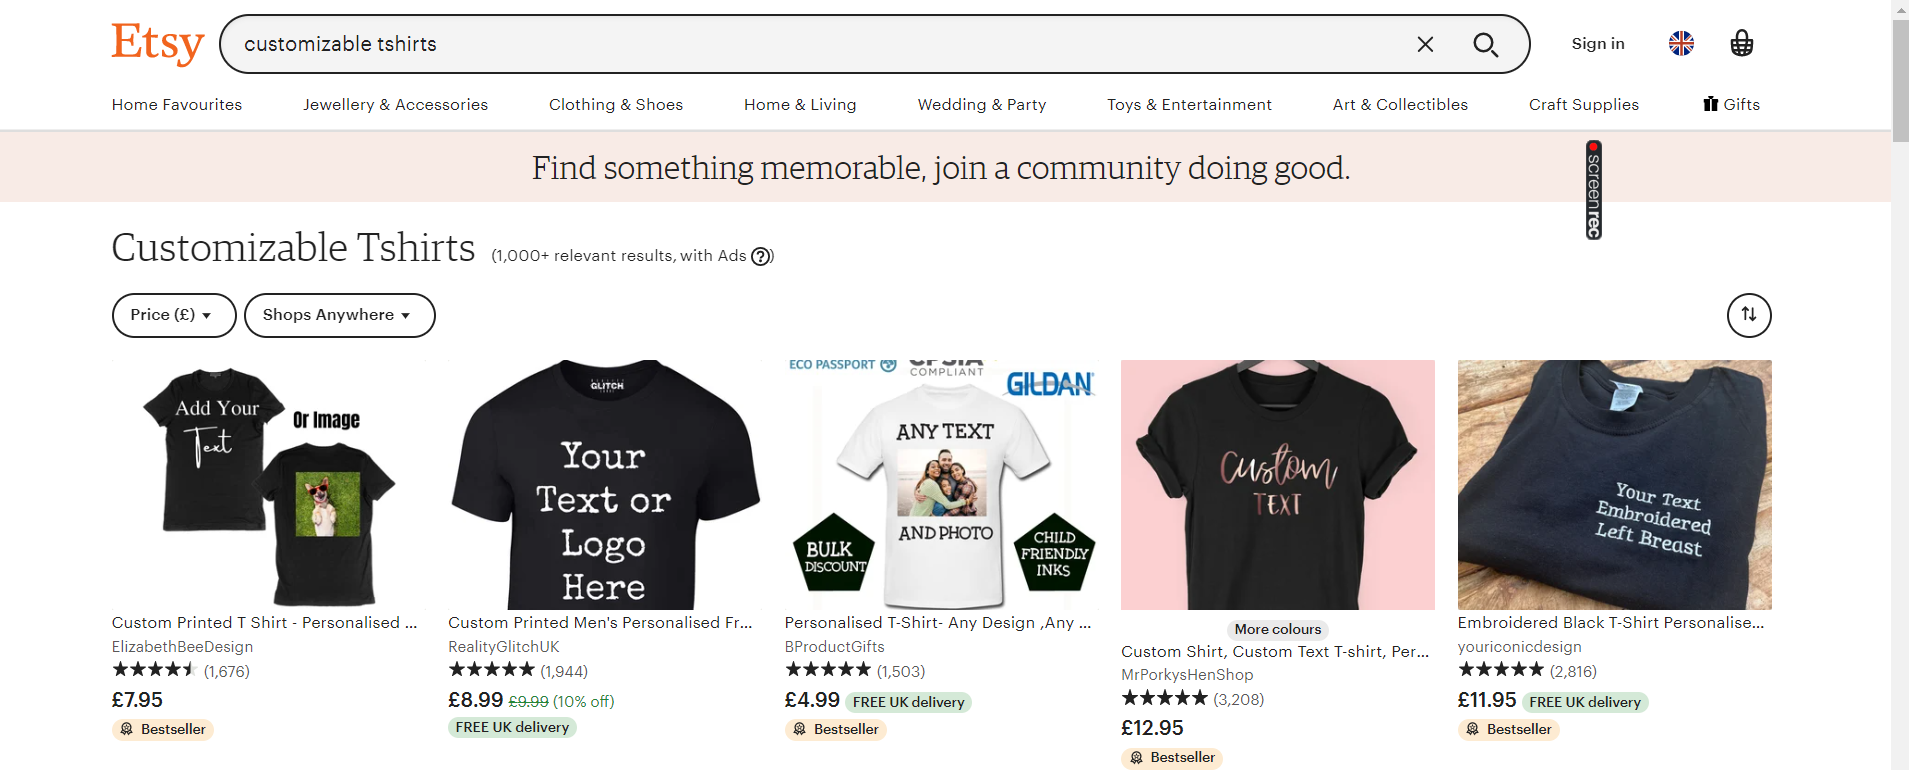 Etsy
customizable tshirts
Sign in
Home Favourites
Jewellery & Accessories
Clothing & Shoes
Home & Living
Wedding & Party
Toys & Entertainment
Art & Collectibles
Craft Supplies
Gifts
Find something memorable, join a community doing good.
screenrec
Customizable Tshirts (1,000+ relevant results, with Ads ?)
Price (£)
Shops Anywhere
Add Your
Text
Or Image
GLITCH
Your
Text or
Logo
Here
ECO PASSPORT
CPSIA
COMPLIANT
GILDAN
ANY TEXT
AND PHOTO
BULK
DISCOUNT
CHILD
FRIENDLY
INKS
Custom
TEXT
Your Text
Embroidered
Left Breast
Custom Printed T Shirt - Personalised ...
ElizabethBeeDesign
(1,676)
£7.95
Bestseller
Custom Printed Men's Personalised Fr...
RealityGlitchUK
(1,944)
£8.99 £9.99 (10% off)
FREE UK delivery
Personalised T-Shirt- Any Design ,Any ...
BProductGifts
(1,503)
£4.99 FREE UK delivery
Bestseller
More colours
Custom Shirt, Custom Text T-shirt, Per...
MrPorkysHenShop
(3,208)
£12.95
Bestseller
Embroidered Black T-Shirt Personalise...
youriconicdesign
(2,816)
£11.95 FREE UK delivery
Bestseller